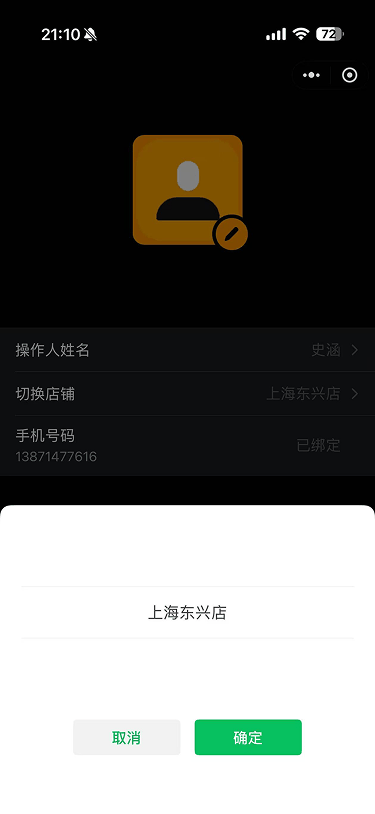 21:10
72
操作人姓名
史涵
切换店铺
上海东兴店
手机号码
13871477616
已绑定
上海东兴店
取消
确定